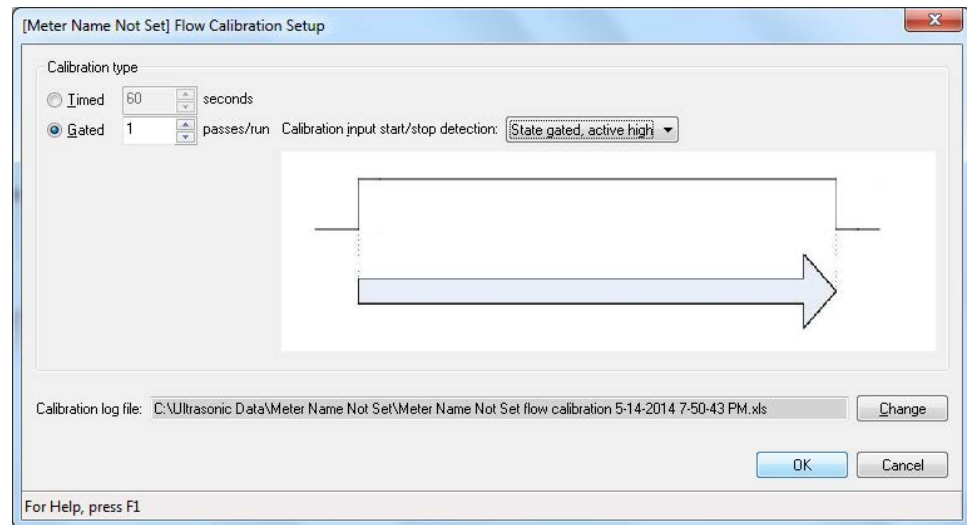 [Meter Name Not Set] Flow Calibration Setup
Calibration type
Timed 60 seconds
Gated 1 passes/run Calibration input start/stop detection: State gated, active high
Calibration log file: C:\Ultrasonic Data\Meter Name Not Set\Meter Name Not Set flow calibration 5-14-2014 7-50-43 PM.xls Change
OK Cancel
For Help, press F1